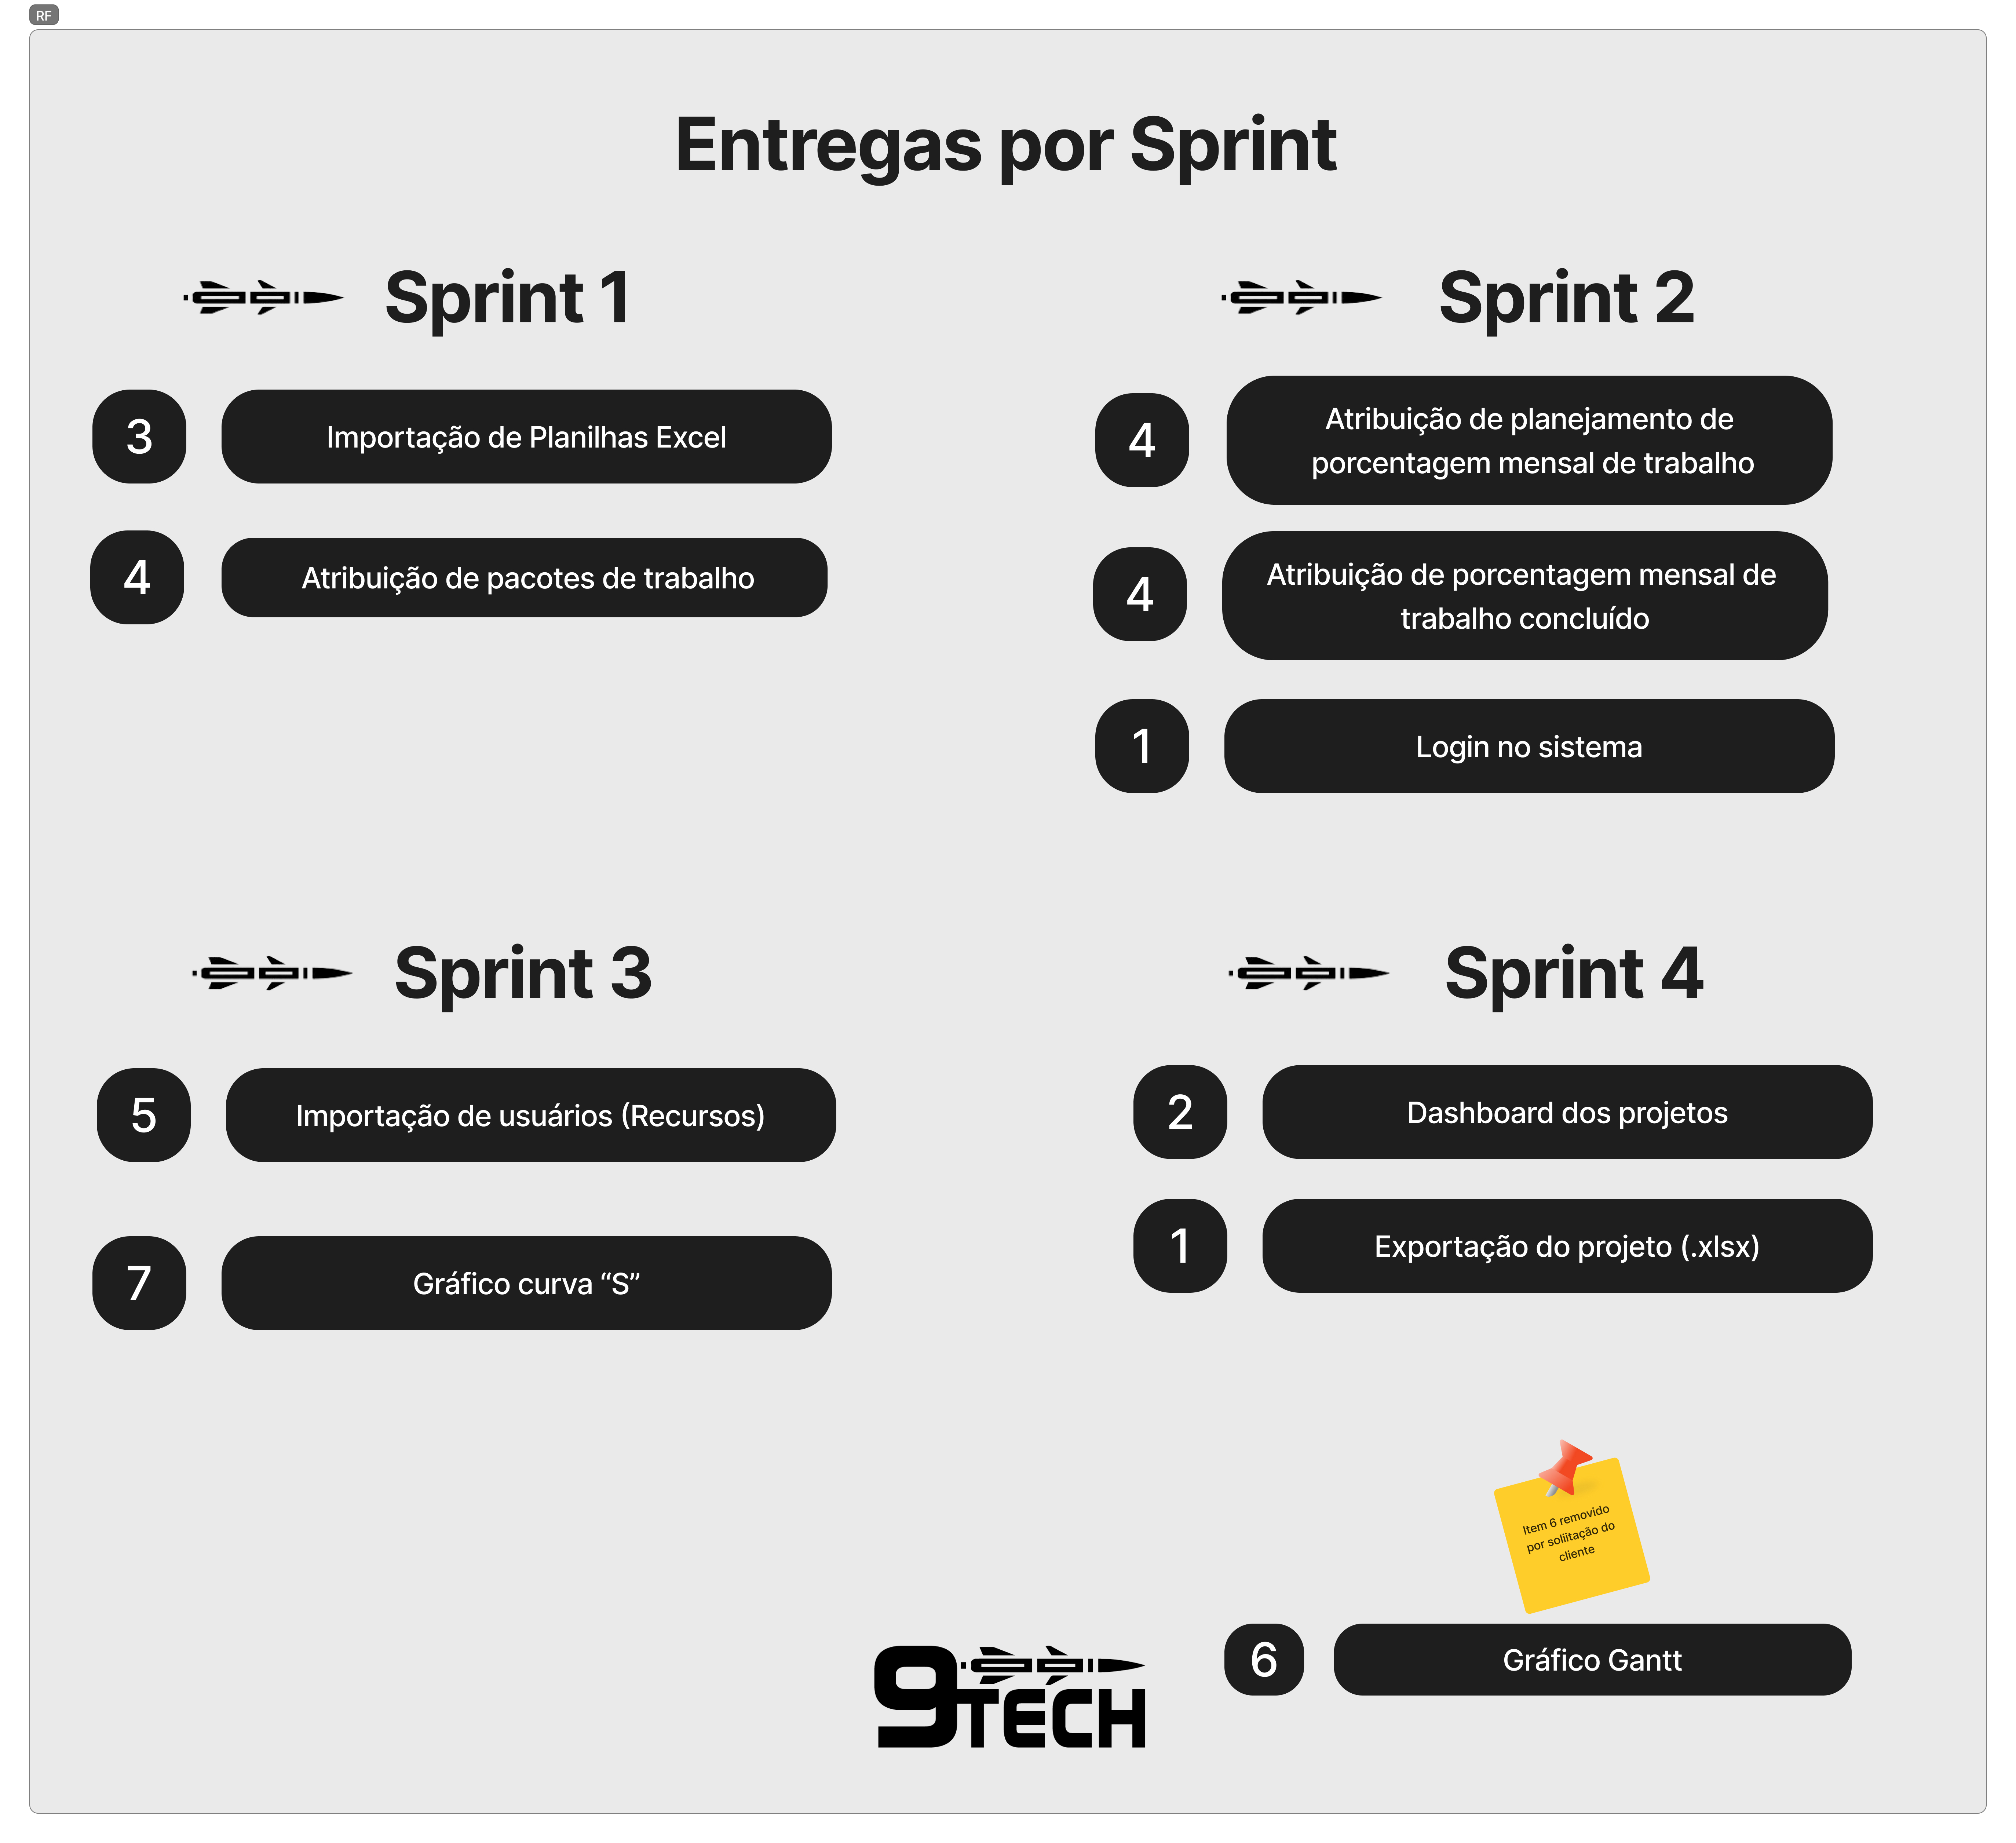 RF
Entregas por Sprint
Sprint 1
3
Importação de Planilhas Excel
4
Atribuição de pacotes de trabalho
Sprint 2
4
Atribuição de planejamento de
porcentagem mensal de trabalho
4
Atribuição de porcentagem mensal de
trabalho concluído
1
Login no sistema
Sprint 3
5
Importação de usuários (Recursos)
7
Gráfico curva “S”
Sprint 4
2
Dashboard dos projetos
1
Exportação do projeto (.xlsx)
Item 6 removido
por soliitação do
cliente
6
Gráfico Gantt
9TECH